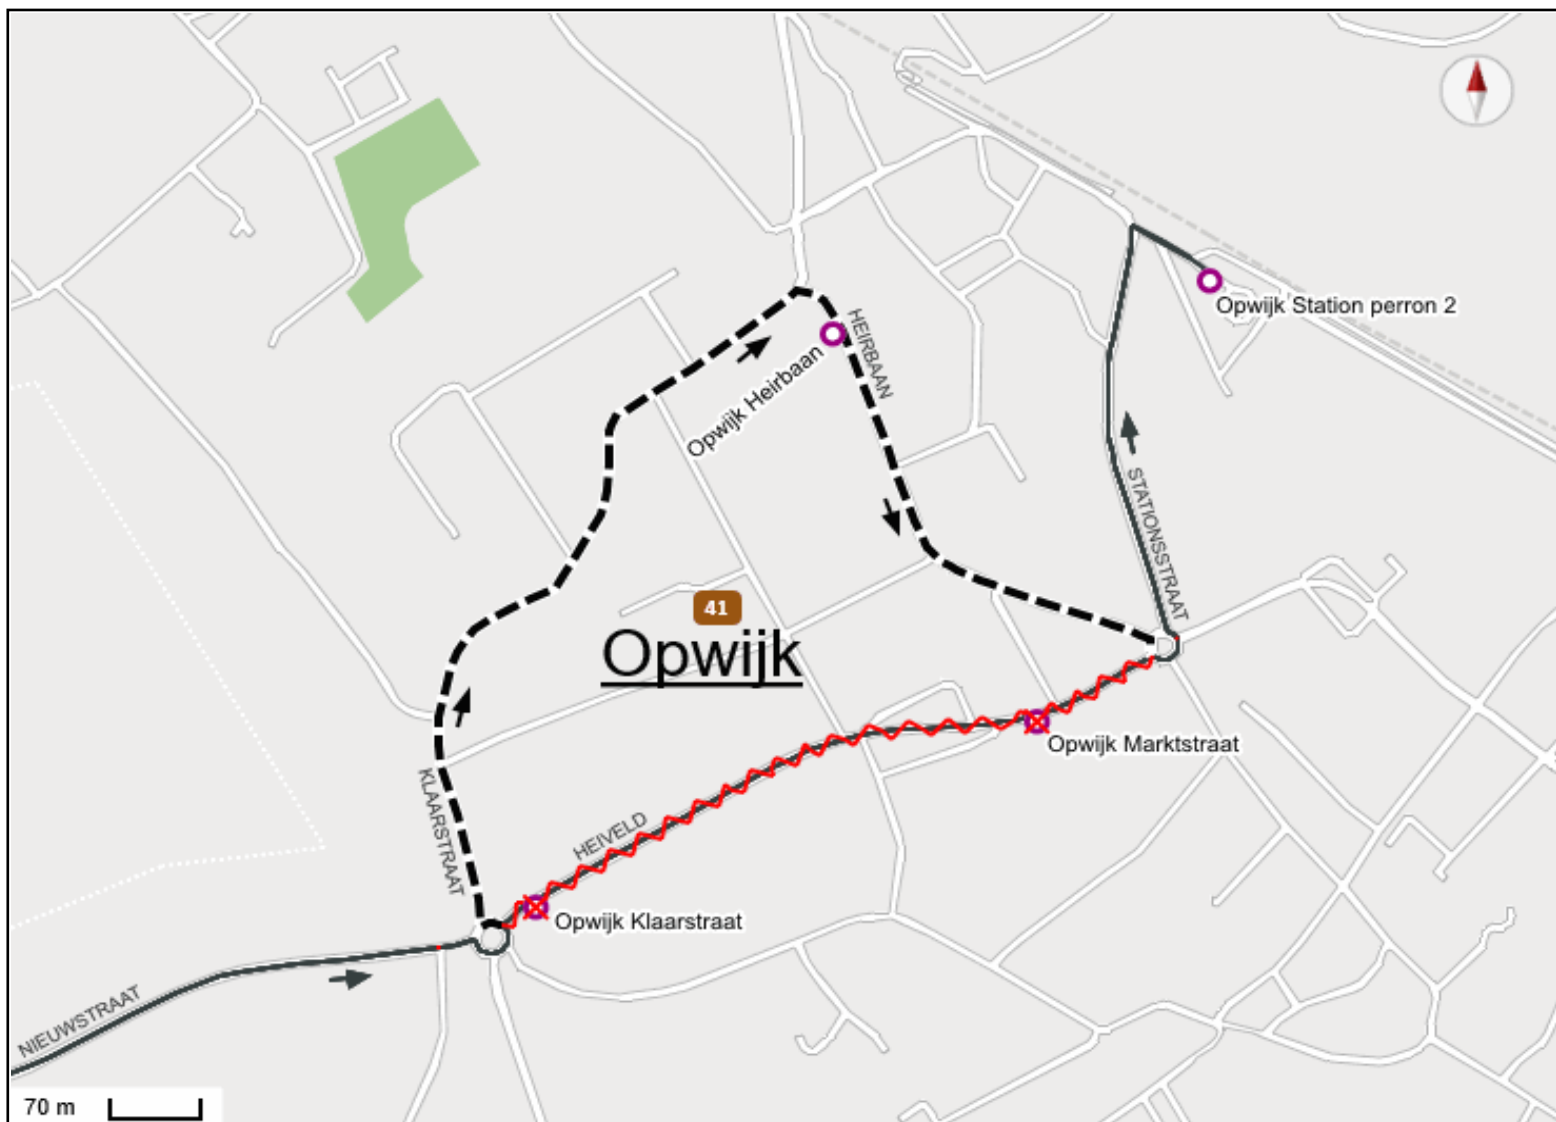 Opwijk Station perron 2
HEIRBAAN
Opwijk Heirbaan
STATIONSSTRAAT
41
Opwijk
Opwijk Marktstraat
KLAARSTRAAT
HEIVELD
Opwijk Klaarstraat
NIEUWSTRAAT
70 m